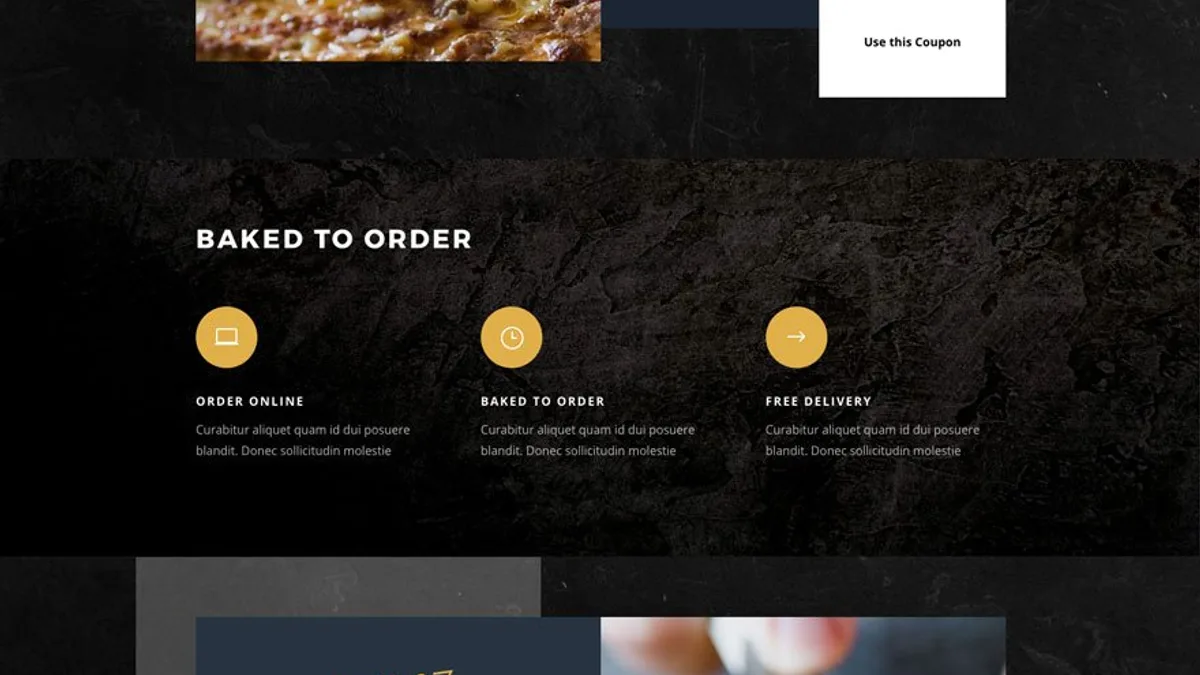 Use this Coupon
BAKED TO ORDER
ORDER ONLINE
Curabitur aliquet quam id dui posuere
blandit. Donec sollicitudin molestie
BAKED TO ORDER
Curabitur aliquet quam id dui posuere
blandit. Donec sollicitudin molestie
FREE DELIVERY
Curabitur aliquet quam id dui posuere
blandit. Donec sollicitudin molestie